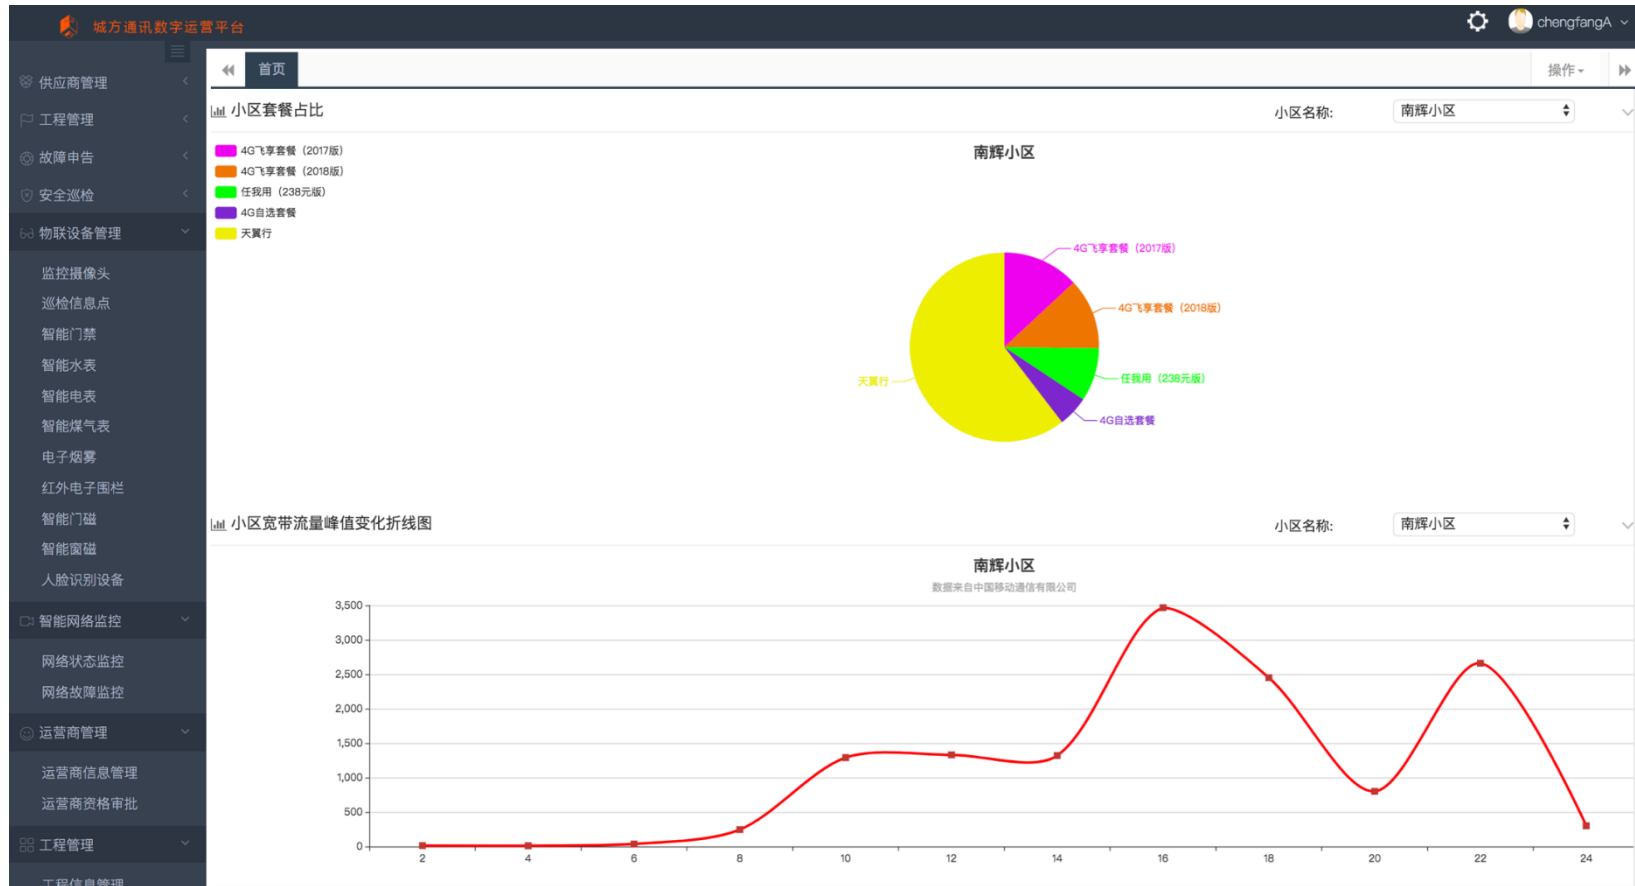 城方通讯数字运营平台
chengfangA
供应商管理
工程管理
故障申告
安全巡检
物联设备管理
监控摄像头
巡检信息点
智能门禁
智能水表
智能电表
智能煤气表
电子烟雾
红外电子围栏
智能门磁
智能窗磁
人脸识别设备
智能网络监控
网络状态监控
网络故障监控
运营商管理
运营商信息管理
运营商资格审批
工程管理
工程信息管理
首页
操作
小区套餐占比
小区名称:
南辉小区
4G飞享套餐（2017版）
4G飞享套餐（2018版）
任我用（238元版）
4G自选套餐
天翼行
南辉小区
4G飞享套餐（2017版）
4G飞享套餐（2018版）
天翼行
任我用（238元版）
4G自选套餐
小区宽带流量峰值变化折线图
小区名称:
南辉小区
南辉小区
数据来自中国移动通信有限公司
3,500
3,000
2,500
2,000
1,500
1,000
500
0
2 4 6 8 10 12 14 16 18 20 22 24